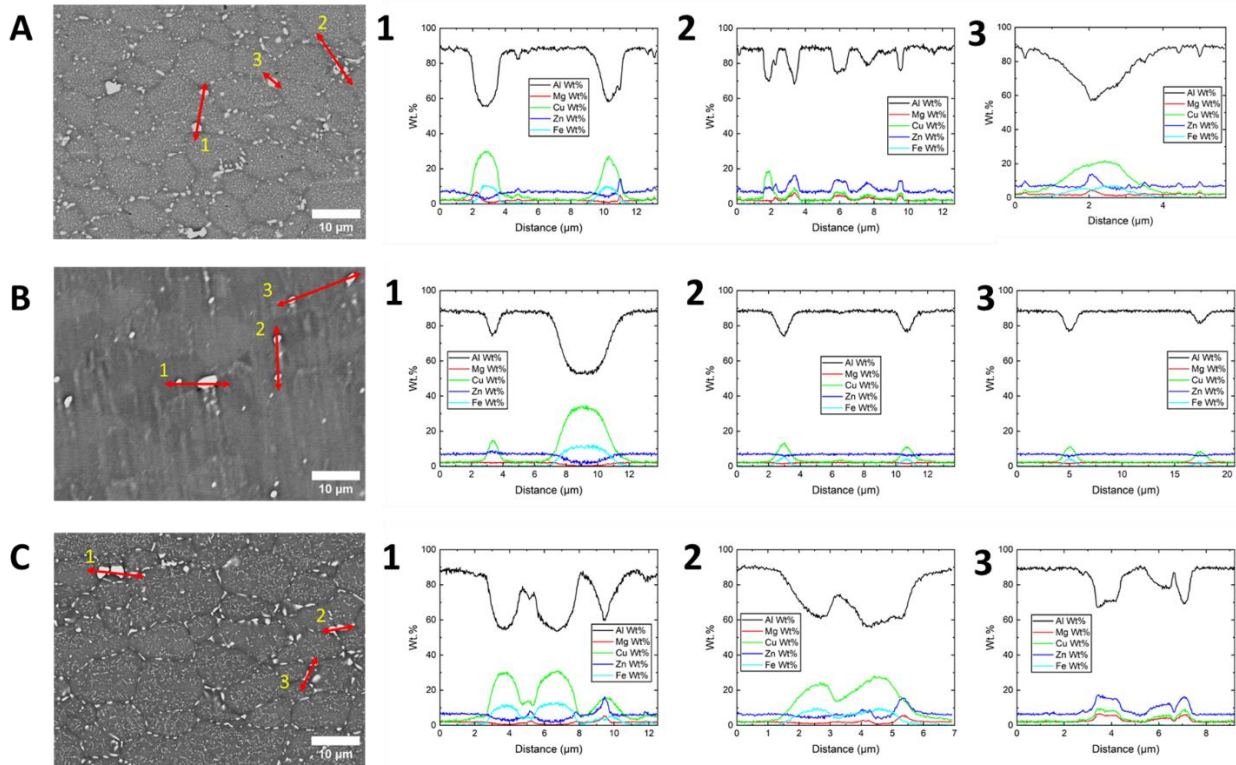 A
1
2
3
10 μm
1
Wt.%
100
80
60
40
20
0
Al Wt%
Mg Wt%
Cu Wt%
Zn Wt%
Fe Wt%
0 2 4 6 8 10 12
Distance (μm)
2
Wt.%
100
80
60
40
20
0
Al Wt%
Mg Wt%
Cu Wt%
Zn Wt%
Fe Wt%
0 2 4 6 8 10 12
Distance (μm)
3
Wt.%
100
80
60
40
20
0
Al Wt%
Mg Wt%
Cu Wt%
Zn Wt%
Fe Wt%
0 2 4
Distance (μm)
B
1
2
3
10 μm
1
Wt.%
100
80
60
40
20
0
Al Wt%
Mg Wt%
Cu Wt%
Zn Wt%
Fe Wt%
0 2 4 6 8 10 12
Distance (μm)
2
Wt.%
100
80
60
40
20
0
Al Wt%
Mg Wt%
Cu Wt%
Zn Wt%
Fe Wt%
0 2 4 6 8 10 12
Distance (μm)
3
Wt.%
100
80
60
40
20
0
Al Wt%
Mg Wt%
Cu Wt%
Zn Wt%
Fe Wt%
0 5 10 15 20
Distance (μm)
C
1
2
3
10 μm
1
Wt.%
100
80
60
40
20
0
Al Wt%
Mg Wt%
Cu Wt%
Zn Wt%
Fe Wt%
0 2 4 6 8 10 12
Distance (μm)
2
Wt.%
100
80
60
40
20
0
Al Wt%
Mg Wt%
Cu Wt%
Zn Wt%
Fe Wt%
0 1 2 3 4 5 6 7
Distance (μm)
3
Wt.%
100
80
60
40
20
0
Al Wt%
Mg Wt%
Cu Wt%
Zn Wt%
Fe Wt%
0 2 4 6 8
Distance (μm)